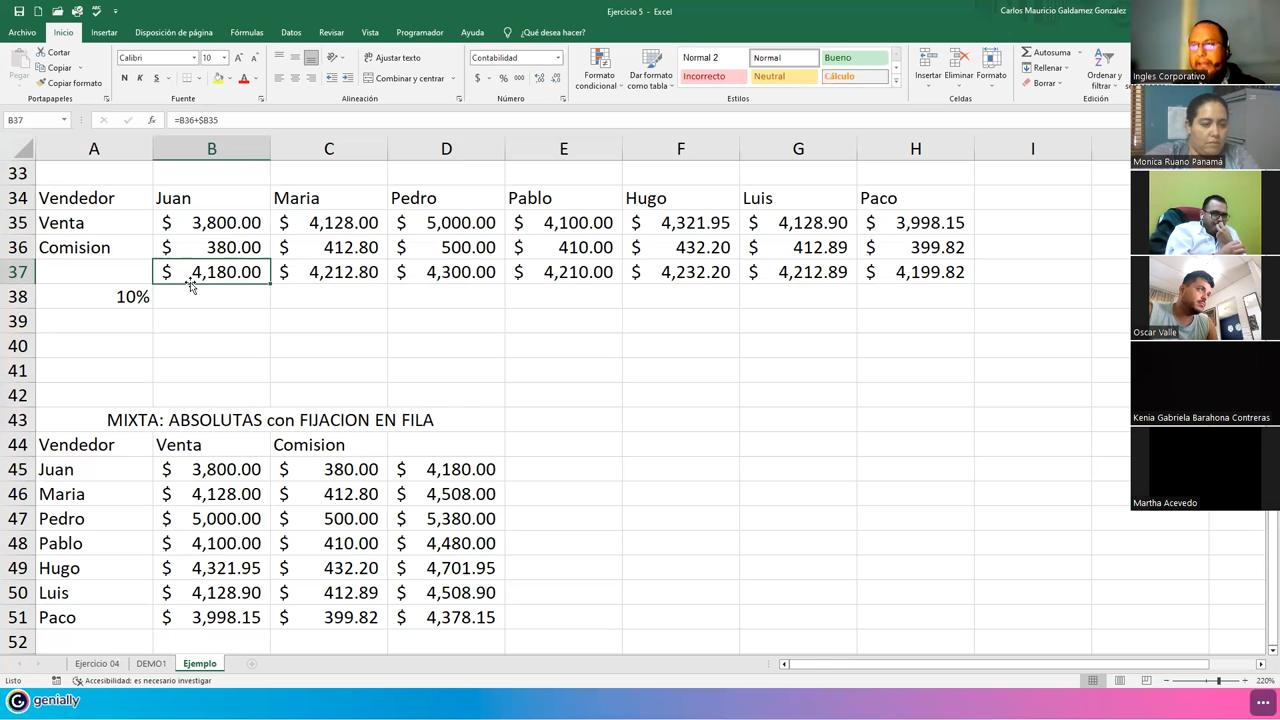 Ejercicio 5 - Excel
Carlos Mauricio Galdamez Gonzalez
Archivo Inicio Insertar Disposición de página Fórmulas Datos Revisar Vista Programador Ayuda ¿Qué desea hacer?
Pegar
Cortar
Copiar
Copiar formato
Calibri 10
N K S
Ajustar texto
Combinar y centrar
Contabilidad
$ % 000
Formato condicional
Dar formato como tabla
Normal 2 Normal Bueno
Incorrecto Neutral Cálculo
Insertar Eliminar Formato
Autosuma
Rellenar
Borrar
Ordenar y filtrar
Portapapeles Fuente Alineación Número Estilos Celdas Edición
B37 fx =B36+$B35
A B C D E F G H I
33
34 Vendedor Juan Maria Pedro Pablo Hugo Luis Paco
35 Venta $ 3,800.00 $ 4,128.00 $ 5,000.00 $ 4,100.00 $ 4,321.95 $ 4,128.90 $ 3,998.15
36 Comision $ 380.00 $ 412.80 $ 500.00 $ 410.00 $ 432.20 $ 412.89 $ 399.82
37 $ 4,180.00 $ 4,212.80 $ 4,300.00 $ 4,210.00 $ 4,232.20 $ 4,212.89 $ 4,199.82
38 10%
39
40
41
42
43 MIXTA: ABSOLUTAS con FIJACION EN FILA
44 Vendedor Venta Comision
45 Juan $ 3,800.00 $ 380.00 $ 4,180.00
46 Maria $ 4,128.00 $ 412.80 $ 4,508.00
47 Pedro $ 5,000.00 $ 500.00 $ 5,380.00
48 Pablo $ 4,100.00 $ 410.00 $ 4,480.00
49 Hugo $ 4,321.95 $ 432.20 $ 4,701.95
50 Luis $ 4,128.90 $ 412.89 $ 4,508.90
51 Paco $ 3,998.15 $ 399.82 $ 4,378.15
52
Ejercicio 04 DEMO1 Ejemplo
Listo Accesibilidad: es necesario investigar 220%
genially
Ingles Corporativo
Monica Ruano Panamá
Oscar Valle
Kenia Gabriela Barahona Contreras
Martha Acevedo